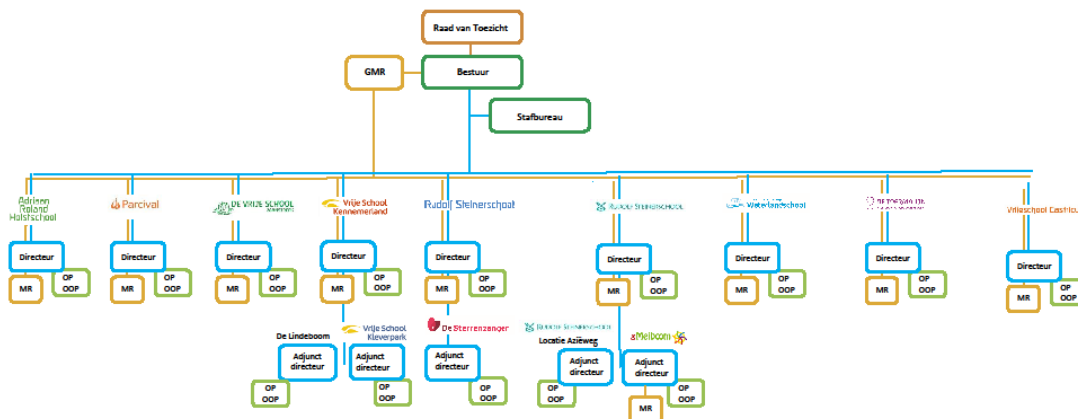 Raad van Toezicht
GMR
Bestuur
Stafbureau
Adriaan
Roland
Holstschool
Parcival
DE VRIJE SCHOOL
Vrije School
Kennemerland
Rudolf Steinerschool
RUDOLF STEINERSCHOOL
Waterlandschool
Vrijeschool Castricum
Directeur
MR
OP
OOP
Directeur
MR
OP
OOP
Directeur
MR
OP
OOP
Directeur
MR
OP
OOP
Directeur
MR
OP
OOP
Directeur
MR
OP
OOP
Directeur
MR
OP
OOP
Directeur
MR
OP
OOP
Directeur
MR
OP
OOP
De Lindeboom
Vrije School
Kleverpark
De Sterrenzanger
RUDOLF STEINERSCHOOL
Locatie Aziëweg
Meiboom
Adjunct
directeur
OP
OOP
Adjunct
directeur
OP
OOP
Adjunct
directeur
OP
OOP
Adjunct
directeur
OP
OOP
Adjunct
directeur
MR
OP
OOP